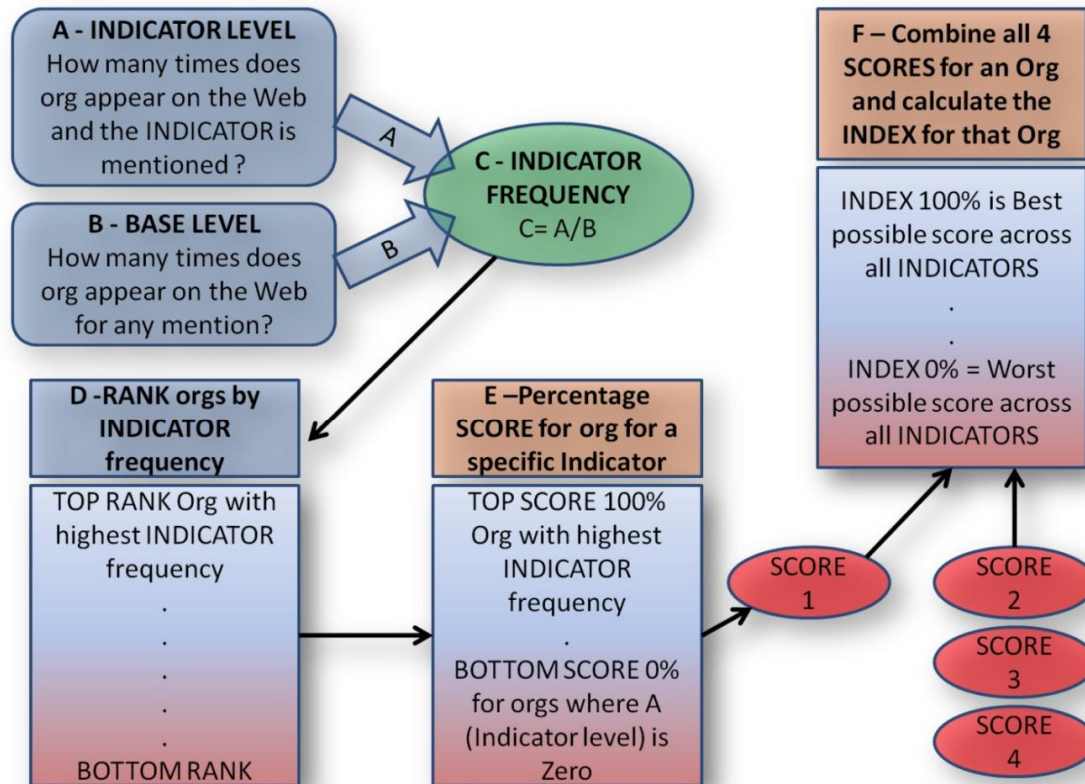 A - INDICATOR LEVEL
How many times does
org appear on the Web
and the INDICATOR is
mentioned ?
A
B - BASE LEVEL
How many times does
org appear on the Web
for any mention?
B
C - INDICATOR
FREQUENCY
C= A/B
D -RANK orgs by
INDICATOR
frequency
TOP RANK Org with
highest INDICATOR
frequency
.
.
.
.
.
BOTTOM RANK
E –Percentage
SCORE for org for a
specific Indicator
TOP SCORE 100%
Org with highest
INDICATOR
frequency
.
BOTTOM SCORE 0%
for orgs where A
(Indicator level) is
Zero
F – Combine all 4
SCORES for an Org
and calculate the
INDEX for that Org
INDEX 100% is Best
possible score across
all INDICATORS
.
.
INDEX 0% = Worst
possible score across
all INDICATORS
SCORE
1
SCORE
2
SCORE
3
SCORE
4